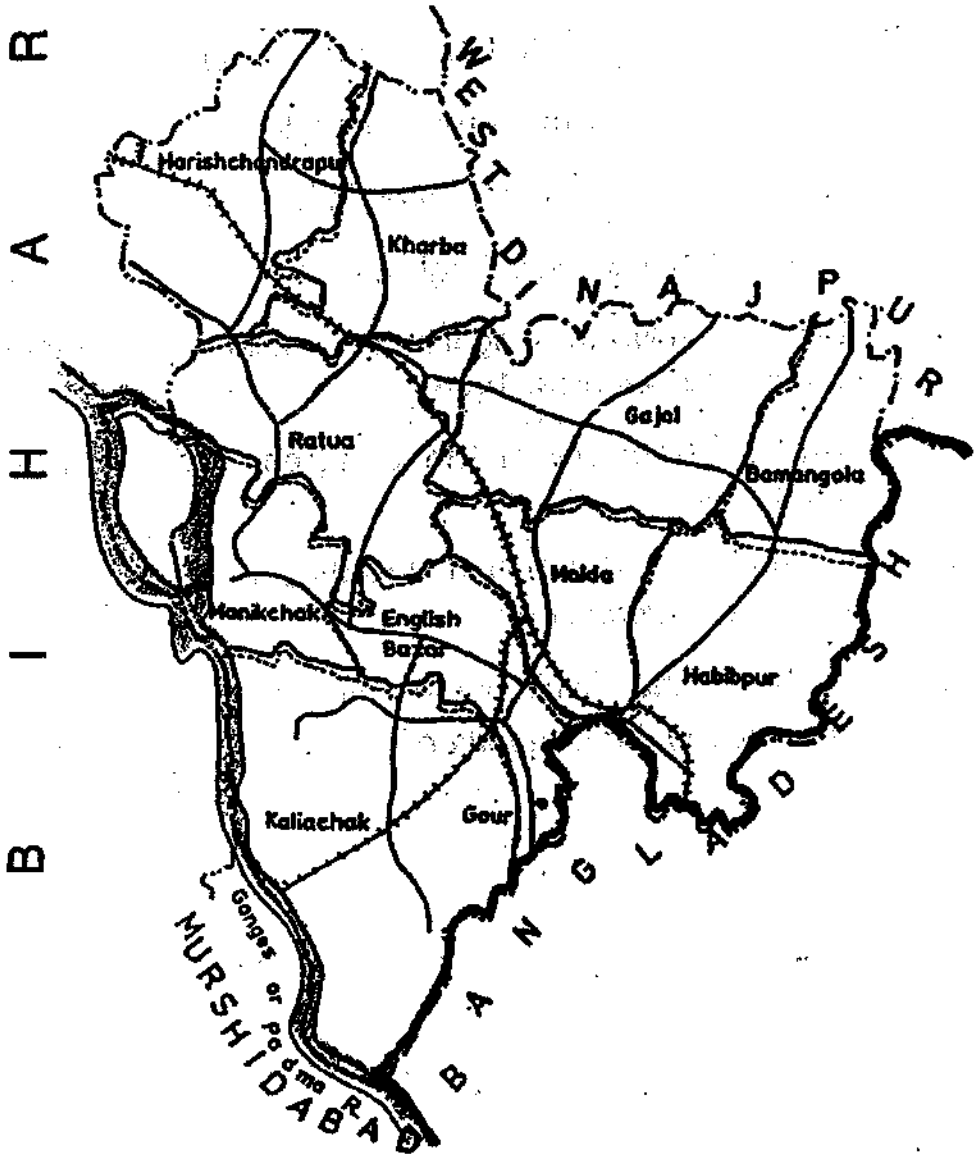 BIHAR
WEST DINAJPUR
Harishchandrapur
Kharba
Gajol
Ratua
Bamangola
Malda
Manikchak
English
Bazar
Habibpur
Kaliachak
Gour
Ganges or Padma R
MURSHIDABAD
BANGLADESH